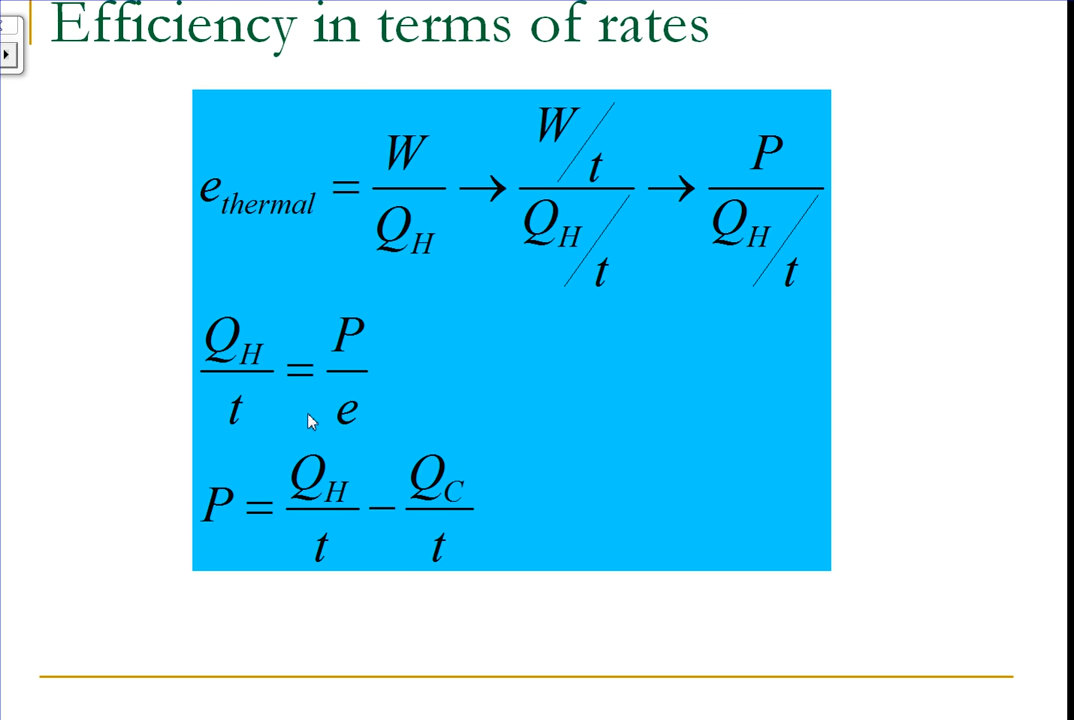 Efficiency in terms of rates
e_thermal = W/Q_H → (W/t)/(Q_H/t) → P/(Q_H/t)
Q_H/t = P/e
P = Q_H/t − Q_C/t